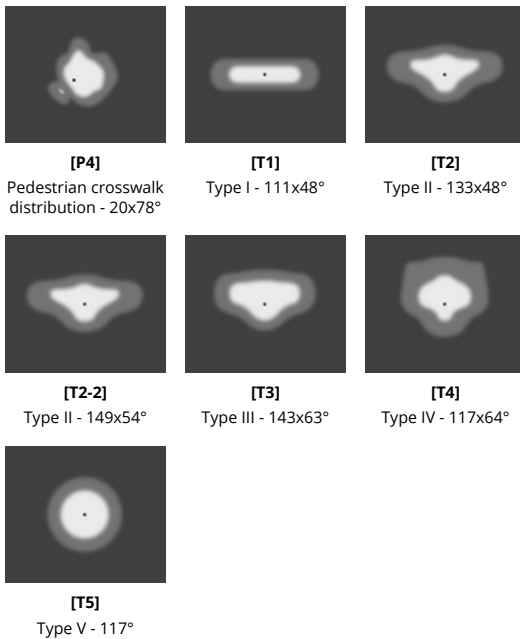 [P4]
Pedestrian crosswalk
distribution - 20x78°
[T1]
Type I - 111x48°
[T2]
Type II - 133x48°
[T2-2]
Type II - 149x54°
[T3]
Type III - 143x63°
[T4]
Type IV - 117x64°
[T5]
Type V - 117°